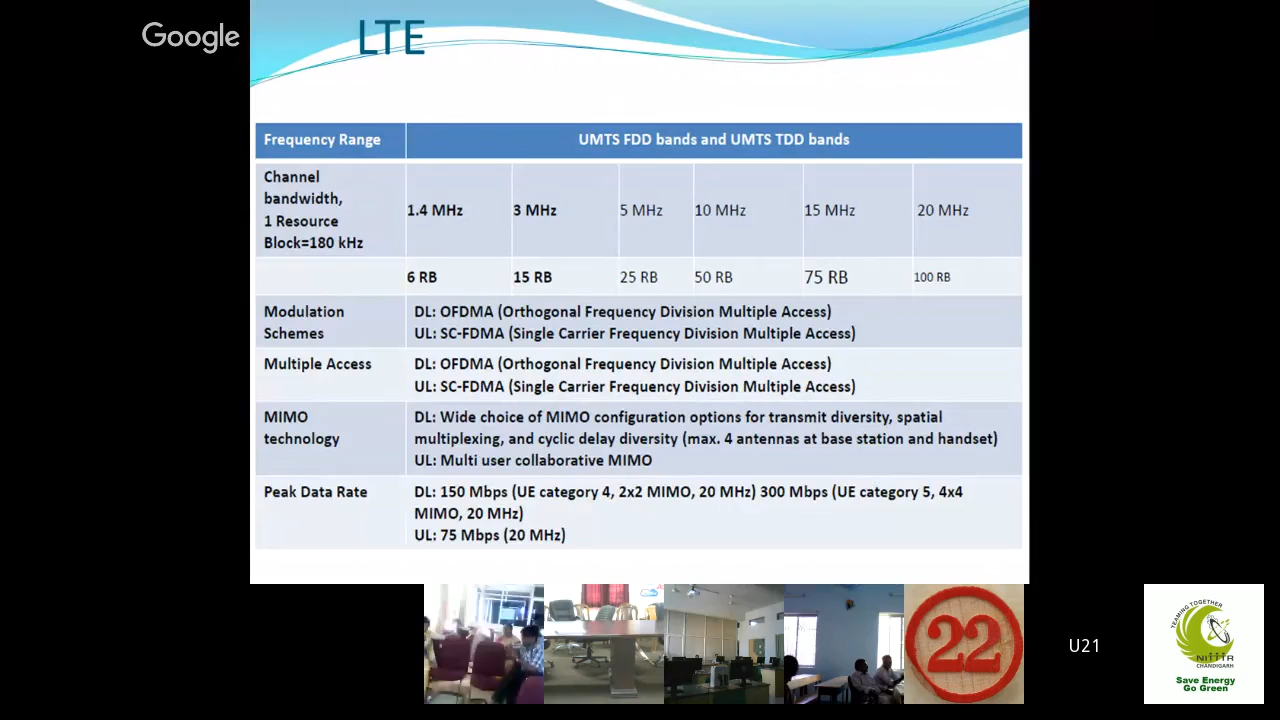 Google
LTE
Frequency Range UMTS FDD bands and UMTS TDD bands
Channel
bandwidth,
1 Resource
Block=180 kHz
1.4 MHz 3 MHz 5 MHz 10 MHz 15 MHz 20 MHz
6 RB 15 RB 25 RB 50 RB 75 RB 100 RB
Modulation
Schemes
DL: OFDMA (Orthogonal Frequency Division Multiple Access)
UL: SC-FDMA (Single Carrier Frequency Division Multiple Access)
Multiple Access
DL: OFDMA (Orthogonal Frequency Division Multiple Access)
UL: SC-FDMA (Single Carrier Frequency Division Multiple Access)
MIMO
technology
DL: Wide choice of MIMO configuration options for transmit diversity, spatial
multiplexing, and cyclic delay diversity (max. 4 antennas at base station and handset)
UL: Multi user collaborative MIMO
Peak Data Rate
DL: 150 Mbps (UE category 4, 2x2 MIMO, 20 MHz) 300 Mbps (UE category 5, 4x4
MIMO, 20 MHz)
UL: 75 Mbps (20 MHz)
22
U21
TEAMING TOGETHER
NITTTR
CHANDIGARH
Save Energy
Go Green